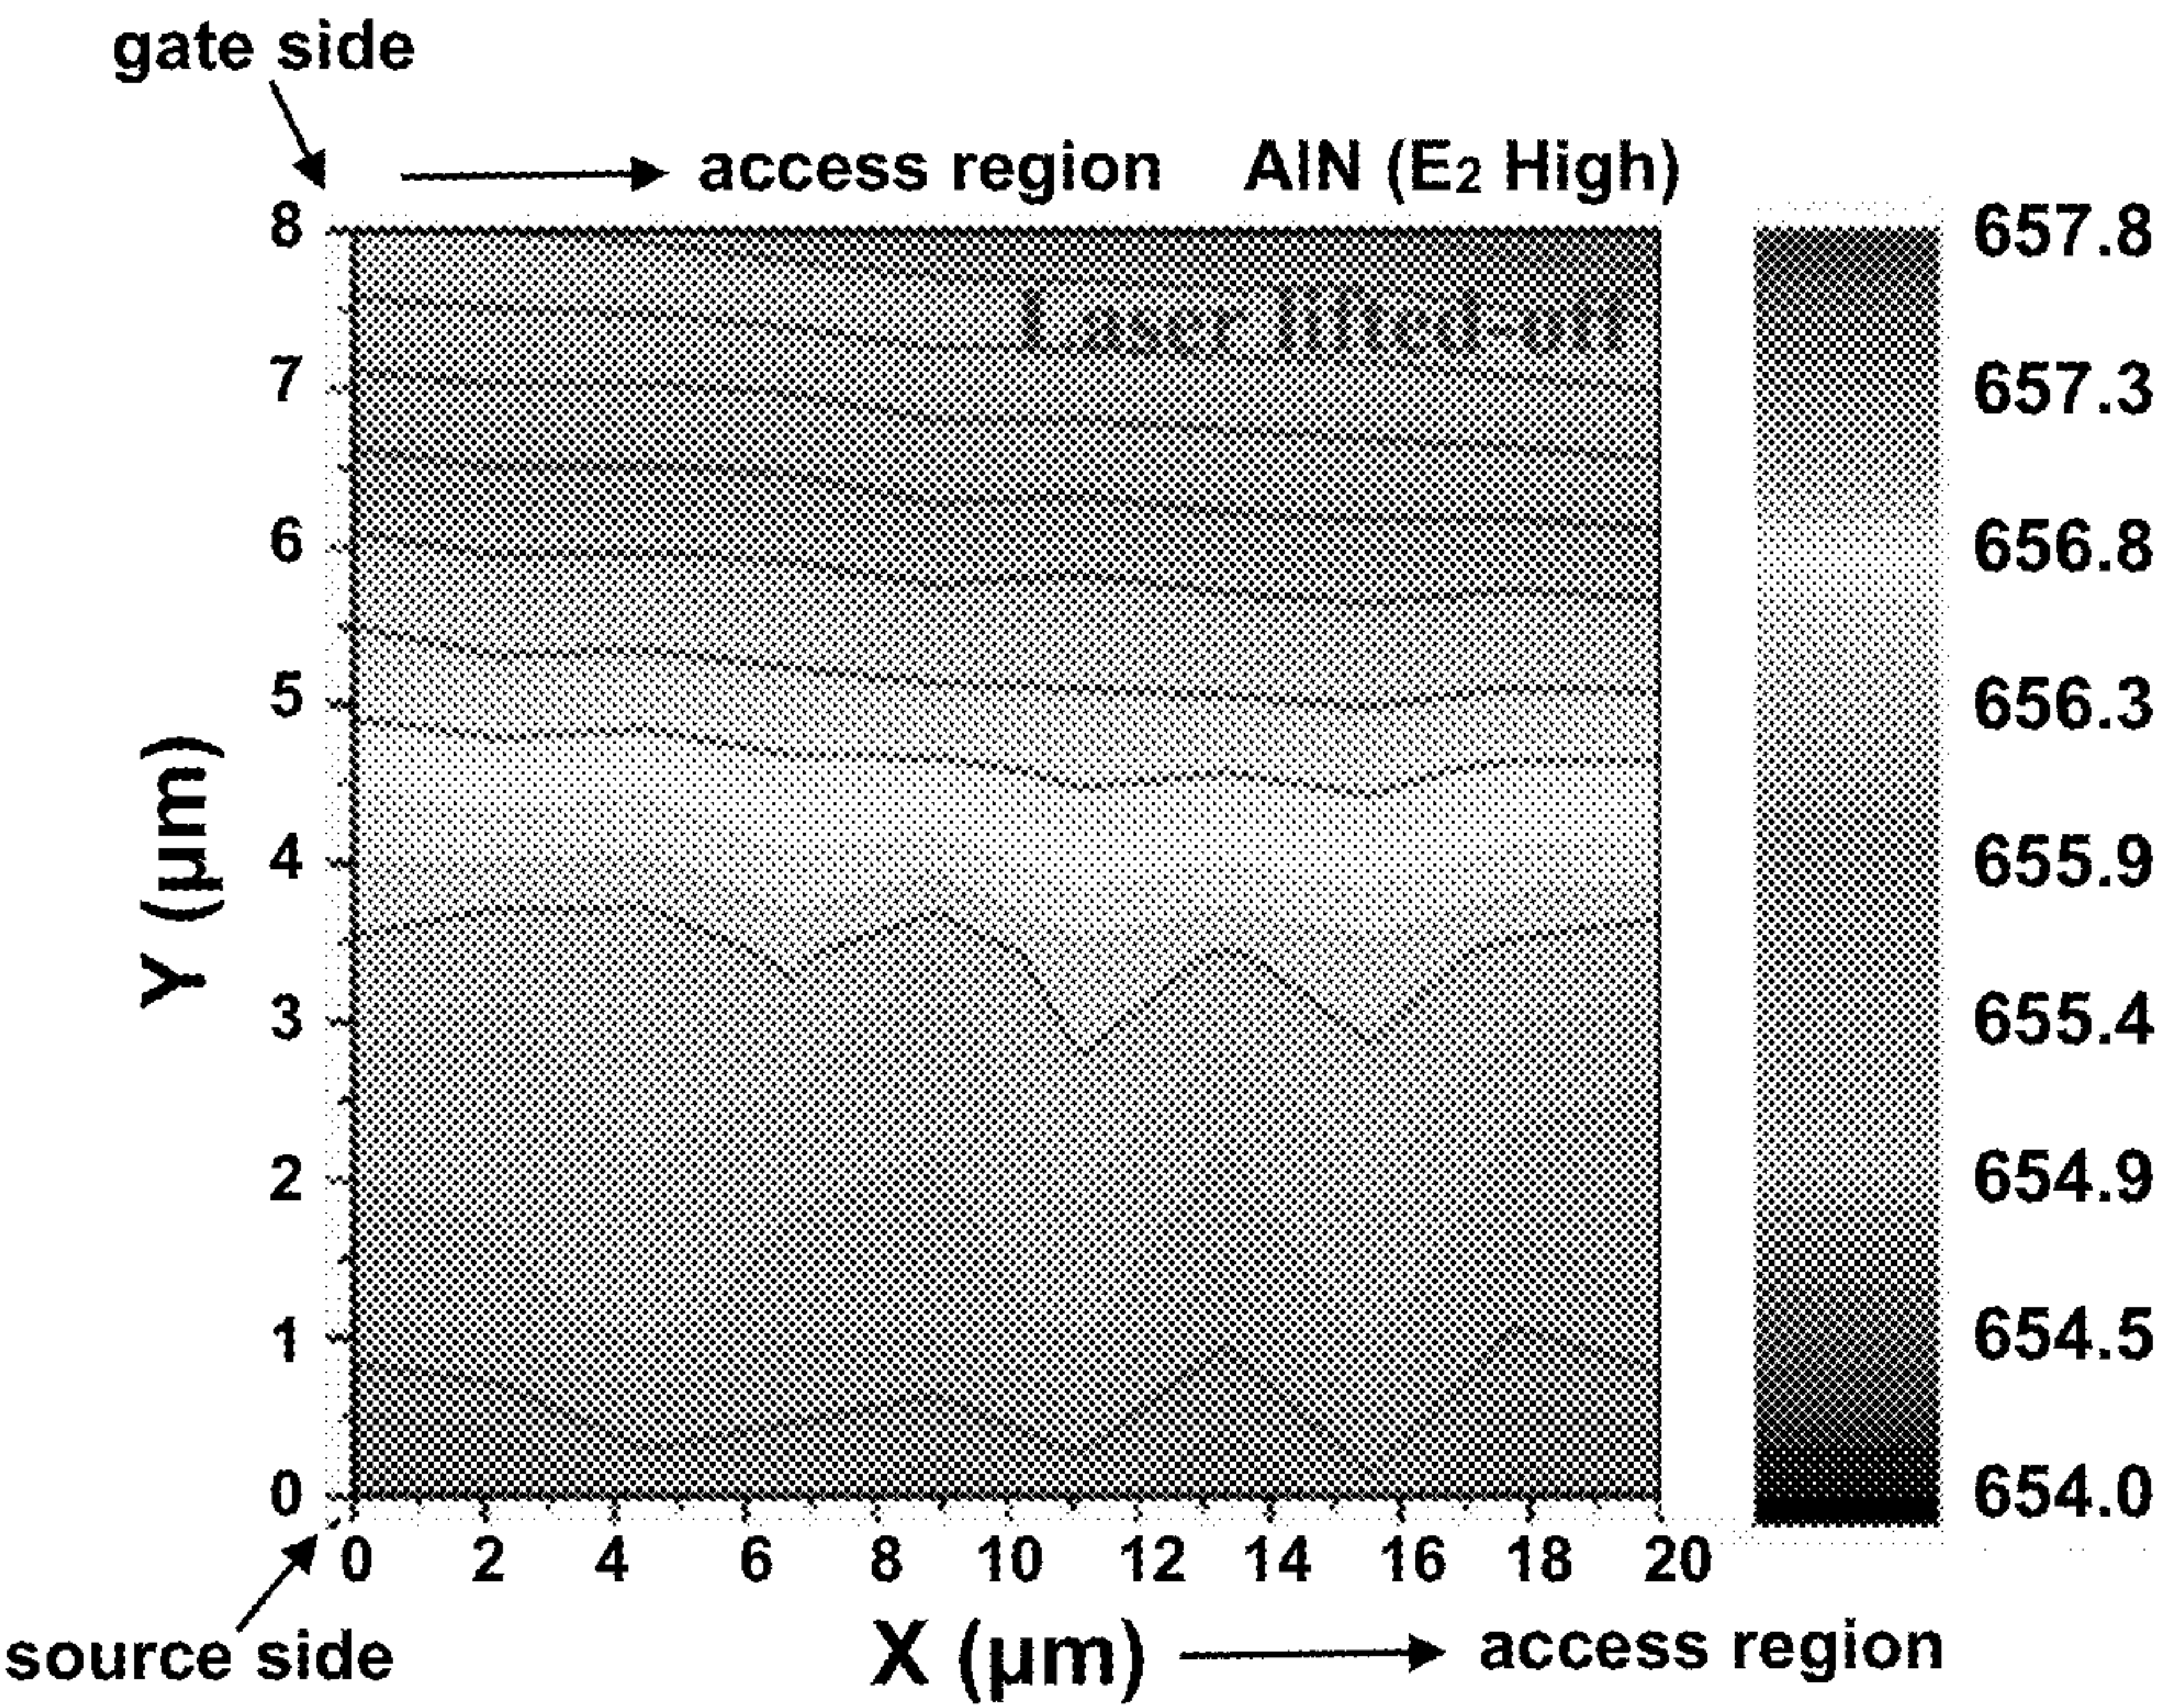 gate side
access region AlN (E2 High)
Laser lifted-off
8
7
6
5
4
3
2
1
0
Y (μm)
657.8
657.3
656.8
656.3
655.9
655.4
654.9
654.5
654.0
0 2 4 6 8 10 12 14 16 18 20
source side
X (μm)
access region